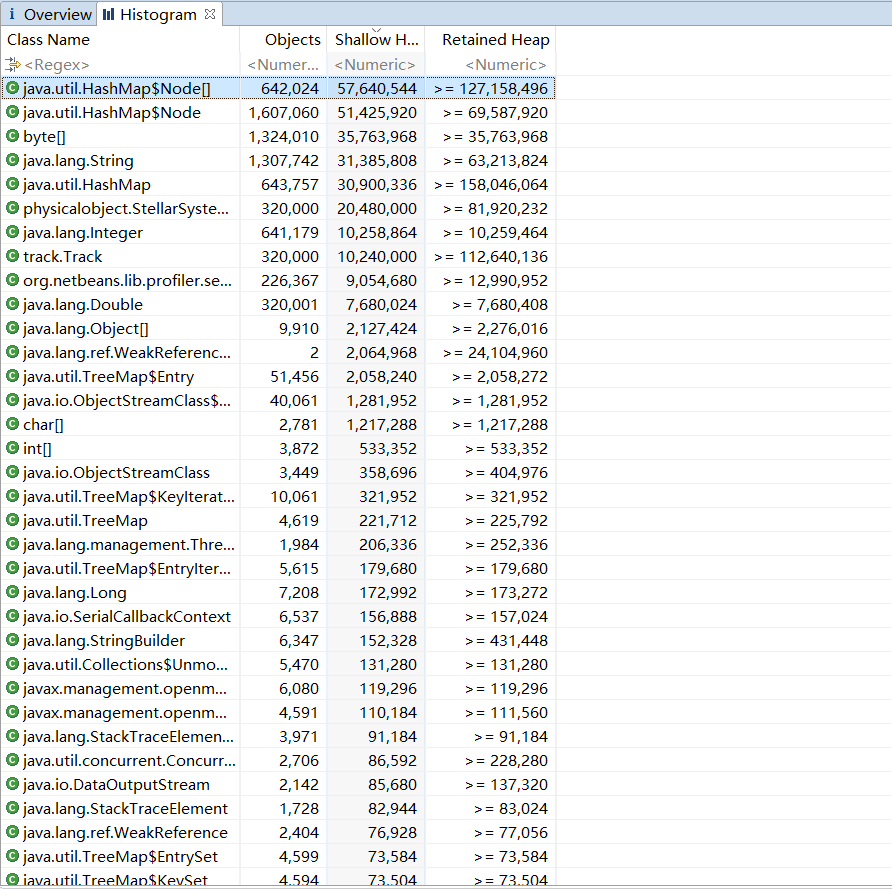 Overview Histogram
Class Name Objects Shallow H... Retained Heap
<Regex> <Numer... <Numeric> <Numeric>
java.util.HashMap$Node[] 642,024 57,640,544 >= 127,158,496
java.util.HashMap$Node 1,607,060 51,425,920 >= 69,587,920
byte[] 1,324,010 35,763,968 >= 35,763,968
java.lang.String 1,307,742 31,385,808 >= 63,213,824
java.util.HashMap 643,757 30,900,336 >= 158,046,064
physicalobject.StellarSyste... 320,000 20,480,000 >= 81,920,232
java.lang.Integer 641,179 10,258,864 >= 10,259,464
track.Track 320,000 10,240,000 >= 112,640,136
org.netbeans.lib.profiler.se... 226,367 9,054,680 >= 12,990,952
java.lang.Double 320,001 7,680,024 >= 7,680,408
java.lang.Object[] 9,910 2,127,424 >= 2,276,016
java.lang.ref.WeakReferenc... 2 2,064,968 >= 24,104,960
java.util.TreeMap$Entry 51,456 2,058,240 >= 2,058,272
java.io.ObjectStreamClass$... 40,061 1,281,952 >= 1,281,952
char[] 2,781 1,217,288 >= 1,217,288
int[] 3,872 533,352 >= 533,352
java.io.ObjectStreamClass 3,449 358,696 >= 404,976
java.util.TreeMap$KeyIterat... 10,061 321,952 >= 321,952
java.util.TreeMap 4,619 221,712 >= 225,792
java.lang.management.Thre... 1,984 206,336 >= 252,336
java.util.TreeMap$EntryIter... 5,615 179,680 >= 179,680
java.lang.Long 7,208 172,992 >= 173,272
java.io.SerialCallbackContext 6,537 156,888 >= 157,024
java.lang.StringBuilder 6,347 152,328 >= 431,448
java.util.Collections$Unmo... 5,470 131,280 >= 131,280
javax.management.openm... 6,080 119,296 >= 119,296
javax.management.openm... 4,591 110,184 >= 111,560
java.lang.StackTraceElemen... 3,971 91,184 >= 91,184
java.util.concurrent.Concurr... 2,706 86,592 >= 228,280
java.io.DataOutputStream 2,142 85,680 >= 137,320
java.lang.StackTraceElement 1,728 82,944 >= 83,024
java.lang.ref.WeakReference 2,404 76,928 >= 77,056
java.util.TreeMap$EntrySet 4,599 73,584 >= 73,584
java.util.TreeMap$KeySet 4,594 73,504 >= 73,504